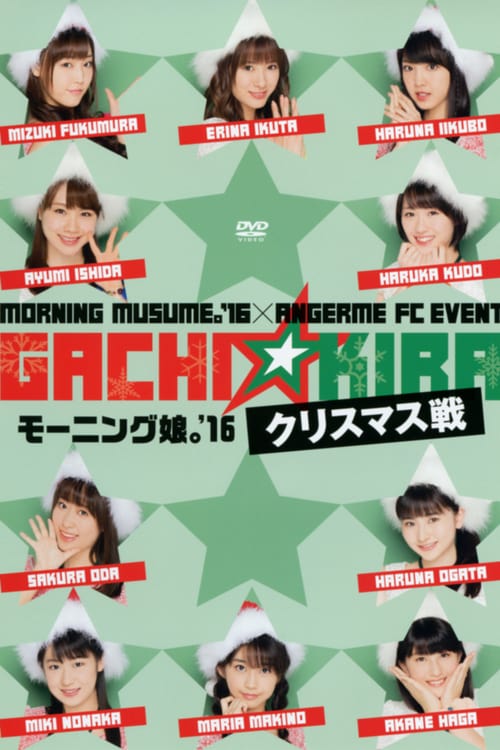 MIZUKI FUKUMURA
ERINA IKUTA
HARUNA IIKUBO
AYUMI ISHIDA
DVD
VIDEO
HARUKA KUDO
MORNING MUSUME。'16×ANGERME FC EVENT
GACHI☆KIRA
モーニング娘。'16
クリスマス戦
SAKURA ODA
HARUNA OGATA
MIKI NONAKA
MARIA MAKINO
AKANE HAGA